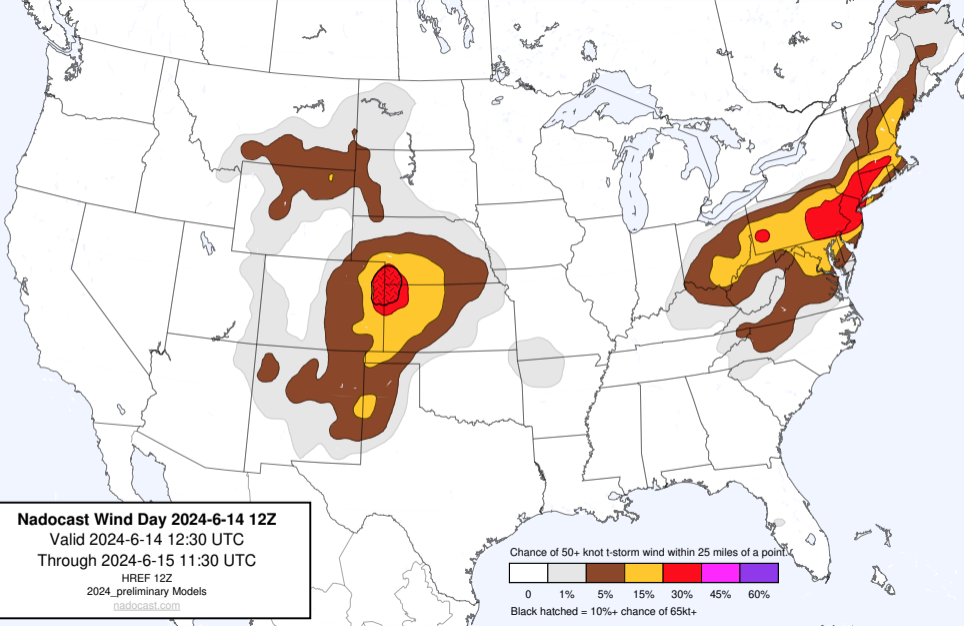 Nadocast Wind Day 2024-6-14 12Z
Valid 2024-6-14 12:30 UTC
Through 2024-6-15 11:30 UTC
HREF 12Z
2024_preliminary Models
nadocast.com
Chance of 50+ knot t-storm wind within 25 miles of a point.
0 1% 5% 15% 30% 45% 60%
Black hatched = 10%+ chance of 65kt+